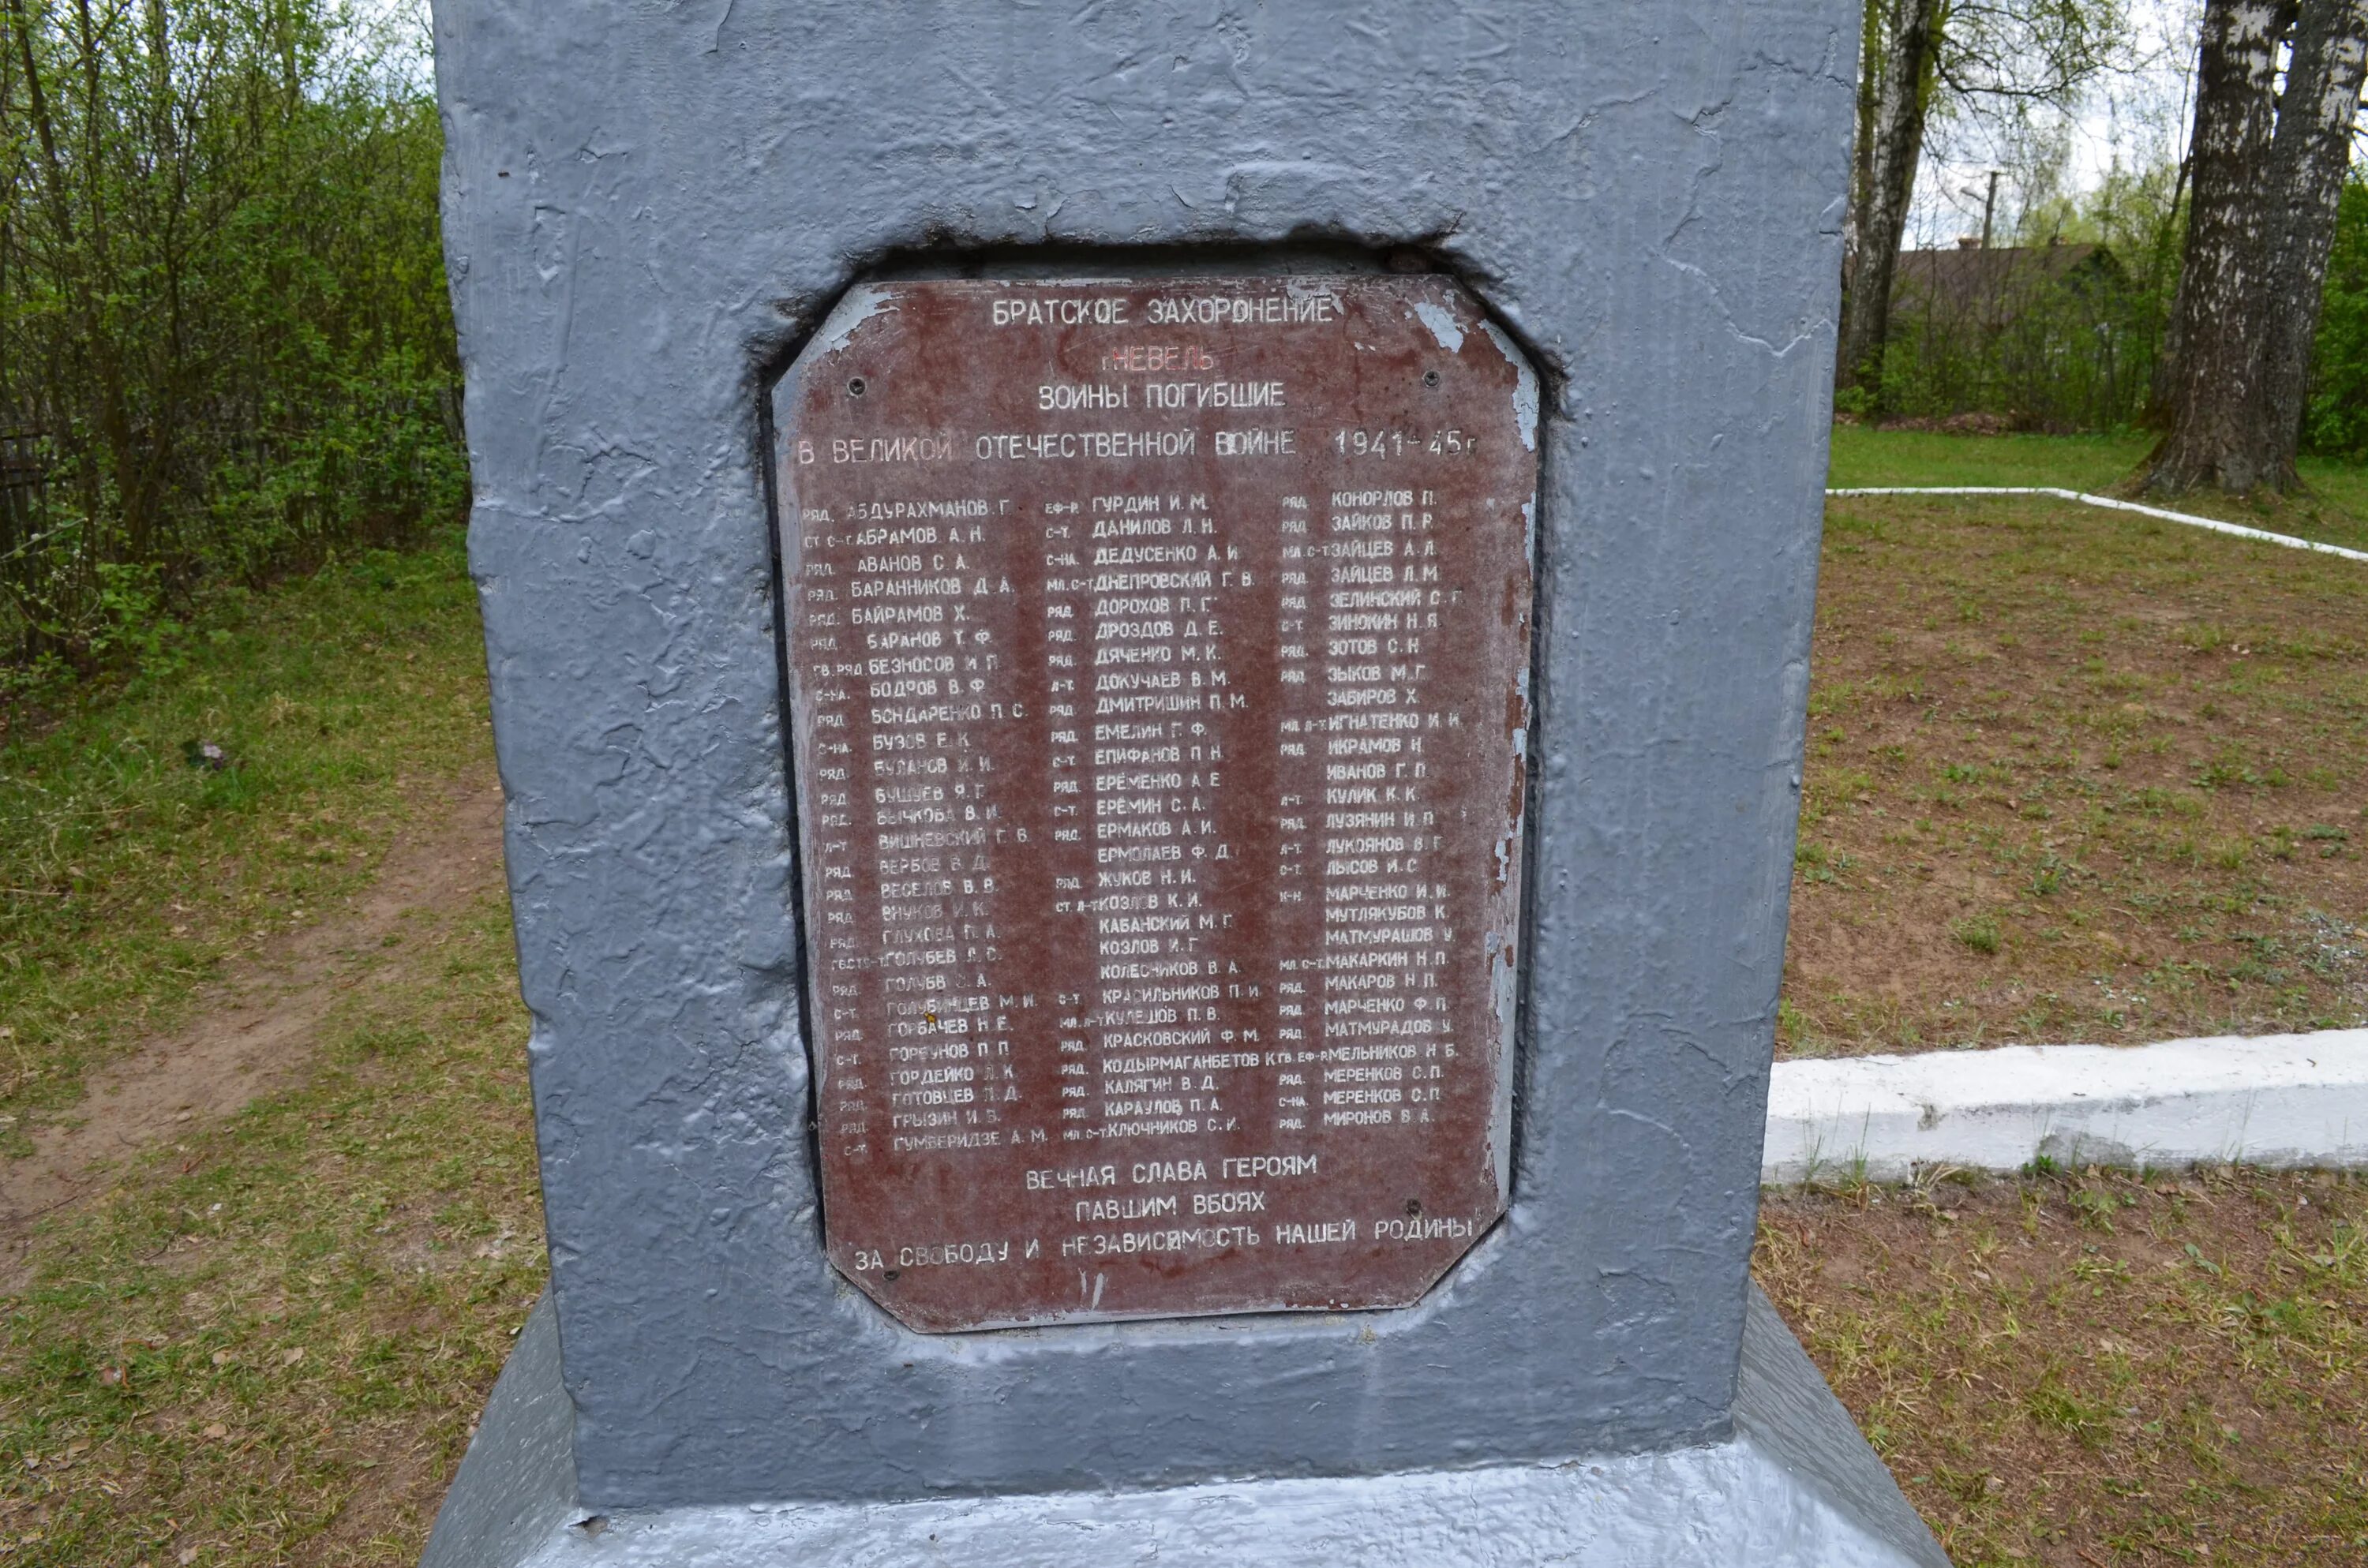 БРАТСКОЕ ЗАХОРОНЕНИЕ
г НЕВЕЛЬ
ВОИНЫ ПОГИБШИЕ
В ВЕЛИКОЙ ОТЕЧЕСТВЕННОЙ ВОЙНЕ 1941-45г
РЯД. АБДУРАХМАНОВ Г.
СТ. С-Т. АБРАМОВ А. Н.
РЯД. АВАНОВ С. А.
РЯД. БАРАННИКОВ Д. А.
РЯД. БАЙРАМОВ Х.
РЯД. БАРАНОВ Т. Ф.
ГВ. РЯД. БЕЗНОСОВ И. П.
С-НА. БОДРОВ В. Ф.
РЯД. БОНДАРЕНКО П. С.
С-НА. БУЗОВ Е. К.
РЯД. БУЛАНОВ И. И.
РЯД. БУШУЕВ Я. Г.
РЯД. ВЫЧКОВА В. И.
Л-Т ВИШНЕВСКИЙ Г. В.
РЯД. ВЕРБОВ В. Д.
РЯД. ВЕСЕЛОВ В. В.
РЯД. ВНУКОВ И. К.
РЯД. ГЛУХОВА П. А.
ГОЛУБЕВ Л. С.
РЯД. ГОЛУБВ А.
С-Т. ГОЛУБИНЦЕВ М. И.
РЯД. ГОРБАЧЕВ Н. Е.
С-Т. ГОРБУНОВ П. П.
РЯД. ГОРДЕЙКО Л. К.
РЯД. ГОТОВЦЕВ Л. Д.
РЯД. ГРЫЗИН И. В.
С-Т. ГУМБЕРИДЗЕ А. М.
ЕФ-Р. ГУРДИН И. М.
С-Т. ДАНИЛОВ Л. Н.
С-НА. ДЕДУСЕНКО А. И
МЛ. С-Т. ДНЕПРОВСКИЙ Г. В.
РЯД. ДОРОХОВ П. Г.
РЯД. ДРОЗДОВ Д. Е.
РЯД. ДЯЧЕНКО М. К.
Л-Т. ДОКУЧАЕВ В. М.
РЯД. ДМИТРИШИН П. М.
РЯД. ЕМЕЛИН Г. Ф.
С-Т. ЕПИФАНОВ П. Н.
РЯД. ЕРЕМЕНКО А. Е
С-Т. ЕРЕМИН С. А.
РЯД. ЕРМАКОВ А. И.
ЕРМОЛАЕВ Ф. Д.
РЯД. ЖУКОВ Н. И.
СТ. Л-Т КОЗЛОВ К. И.
КАБАНСКИЙ М. Г.
КОЗЛОВ И. Г
КОЛЕСНИКОВ В. А.
С-Т. КРАСИЛЬНИКОВ П. И.
МЛ. Л-Т. КУЛЕШОВ П. В.
РЯД. КРАСКОВСКИЙ Ф. М.
РЯД. КОДЫРМАГАНБЕТОВ К
РЯД. КАЛЯГИН В. Д.
РЯД. КАРАУЛОВ П. А.
МЛ. С-Т. КЛЮЧНИКОВ С. И.
РЯД. КОНОРЛОВ П.
РЯД. ЗАЙКОВ П. Р.
МЛ. С-Т. ЗАЙЦЕВ А. Л.
РЯД. ЗАЙЦЕВ Л. М
РЯД. ЗЕЛИНСКИЙ С. Г
С-Т. ЗИНОКИН Н. Я
РЯД. ЗОТОВ С. Н
РЯД. ЗЫКОВ М. Г
ЗАБИРОВ Х.
МЛ. Л-Т. ИГНАТЕНКО И. И.
РЯД. ИКРАМОВ Н.
ИВАНОВ Г. П.
Л-Т. КУЛИК К. К.
РЯД. ЛУЗЯНИН И. П.
Л-Т. ЛУКОЯНОВ В. Г.
С-Т. ЛЫСОВ И. С.
К-Н. МАРЧЕНКО И. И.
МУТЛЯКУБОВ К.
МАТМУРАШОВ У.
МЛ. С-Т. МАКАРКИН Н. П.
РЯД. МАКАРОВ Н. П.
РЯД. МАРЧЕНКО Ф. П.
РЯД. МАТМУРАДОВ У.
ГВ. ЕФ-Р. МЕЛЬНИКОВ Н. Б.
РЯД. МЕРЕНКОВ С. П.
С-НА. МЕРЕНКОВ С. П.
РЯД. МИРОНОВ В. А.
ВЕЧНАЯ СЛАВА ГЕРОЯМ
ПАВШИМ ВБОЯХ
ЗА СВОБОДУ И НЕЗАВИСИМОСТЬ НАШЕЙ РОДИНЫ